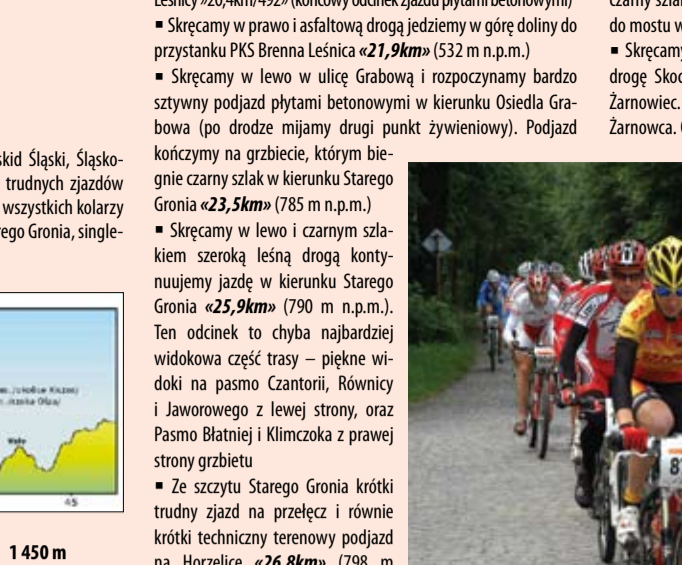 Leśnicy »20,4km/492» (końcowy odcinek zjazdu płytami betonowymi)
▪ Skręcamy w prawo i asfaltową drogą jedziemy w górę doliny do
przystanku PKS Brenna Leśnica «21,9km» (532 m n.p.m.)
▪ Skręcamy w lewo w ulicę Grabową i rozpoczynamy bardzo
sztywny podjazd płytami betonowymi w kierunku Osiedla Gra-
bowa (po drodze mijamy drugi punkt żywieniowy). Podjazd
kończymy na grzbiecie, którym bie-
gnie czarny szlak w kierunku Starego
Gronia «23,5km» (785 m n.p.m.)
▪ Skręcamy w lewo i czarnym szla-
kiem szeroką leśną drogą konty-
nuujemy jazdę w kierunku Starego
Gronia «25,9km» (790 m n.p.m.).
Ten odcinek to chyba najbardziej
widokowa część trasy – piękne wi-
doki na pasmo Czantorii, Równicy
i Jaworowego z lewej strony, oraz
Pasmo Błatniej i Klimczoka z prawej
strony grzbietu
▪ Ze szczytu Starego Gronia krótki
trudny zjazd na przełęcz i równie
krótki techniczny terenowy podjazd
na Horzelice «26,8km» (798 m
skid Śląski, Śląsko-
trudnych zjazdów
wszystkich kolarzy
rego Gronia, single-
45
1 450 m
czarny szla
do mostu w
▪ Skręcamy
drogę Skoc
Żarnowiec.
Żarnowca.
8